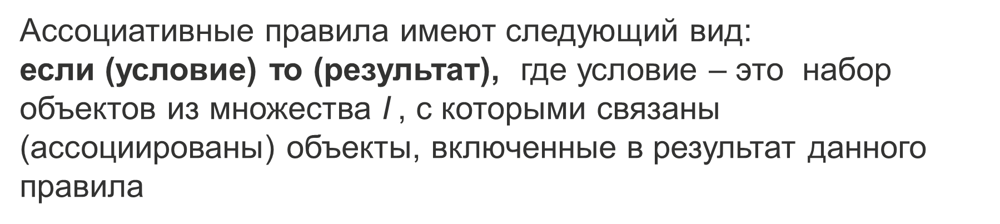 Ассоциативные правила имеют следующий вид:
если (условие) то (результат), где условие – это набор
объектов из множества I , с которыми связаны
(ассоциированы) объекты, включенные в результат данного
правила